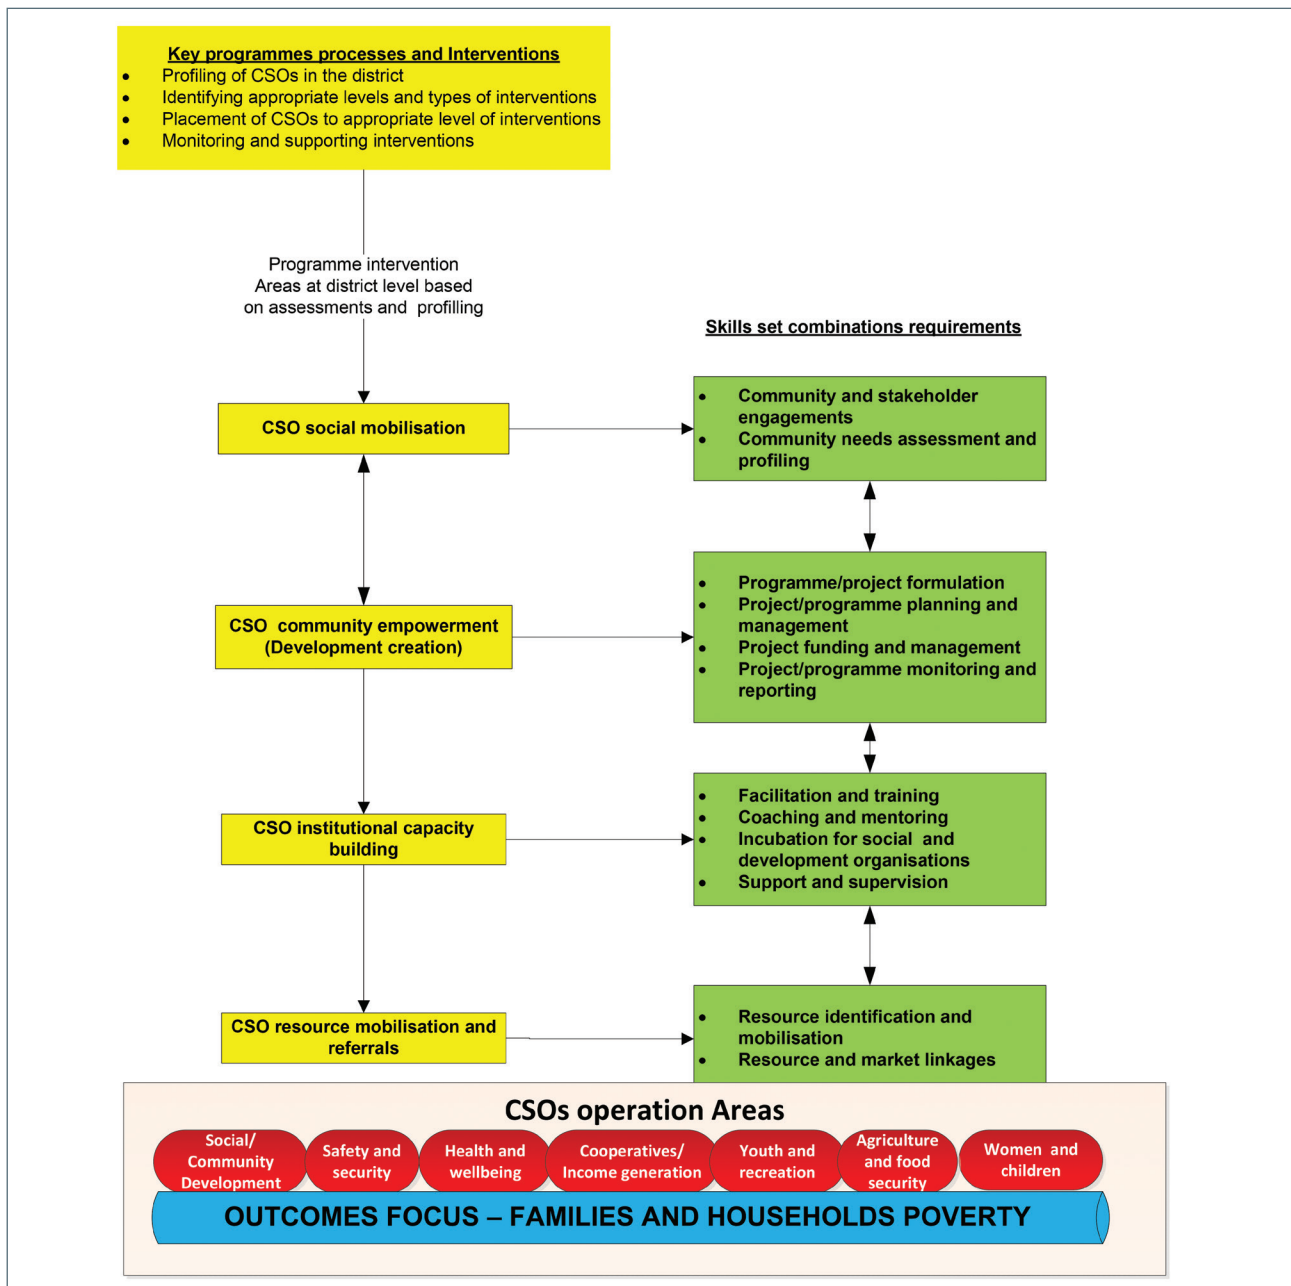 Key programmes processes and Interventions
• Profiling of CSOs in the district
• Identifying appropriate levels and types of interventions
• Placement of CSOs to appropriate level of interventions
• Monitoring and supporting interventions
Programme intervention
Areas at district level based
on assessments and profilling
Skills set combinations requirements
CSO social mobilisation
• Community and stakeholder
engagements
• Community needs assessment and
profiling
CSO community empowerment
(Development creation)
• Programme/project formulation
• Project/programme planning and
management
• Project funding and management
• Project/programme monitoring and
reporting
CSO institutional capacity
building
• Facilitation and training
• Coaching and mentoring
• Incubation for social and
development organisations
• Support and supervision
CSO resource mobilisation and
referrals
• Resource identification and
mobilisation
• Resource and market linkages
CSOs operation Areas
Social/
Community
Development
Safety and
security
Health and
wellbeing
Cooperatives/
Income generation
Youth and
recreation
Agriculture
and food
security
Women and
children
OUTCOMES FOCUS – FAMILIES AND HOUSEHOLDS POVERTY